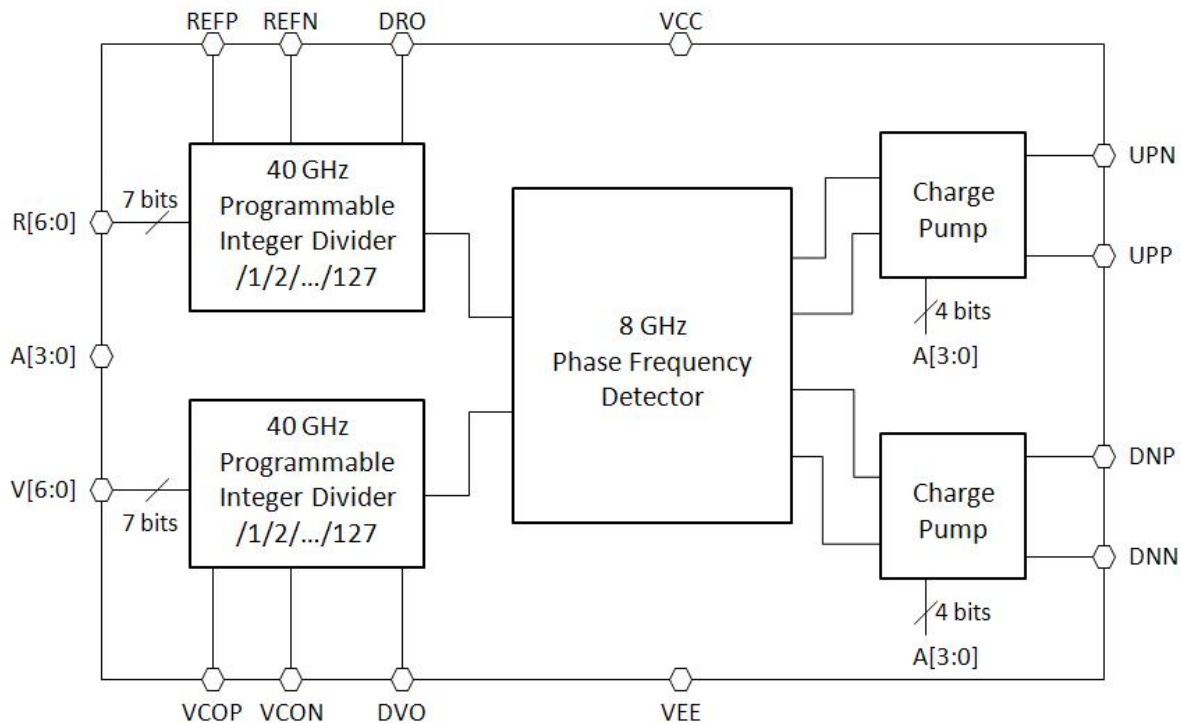 REFP REFN DRO VCC
40 GHz
Programmable
Integer Divider
/1/2/.../127
7 bits
R[6:0]
A[3:0]
40 GHz
Programmable
Integer Divider
/1/2/.../127
V[6:0]
7 bits
8 GHz
Phase Frequency
Detector
Charge
Pump
4 bits
A[3:0]
UPN
UPP
Charge
Pump
4 bits
A[3:0]
DNP
DNN
VCOP VCON DVO VEE